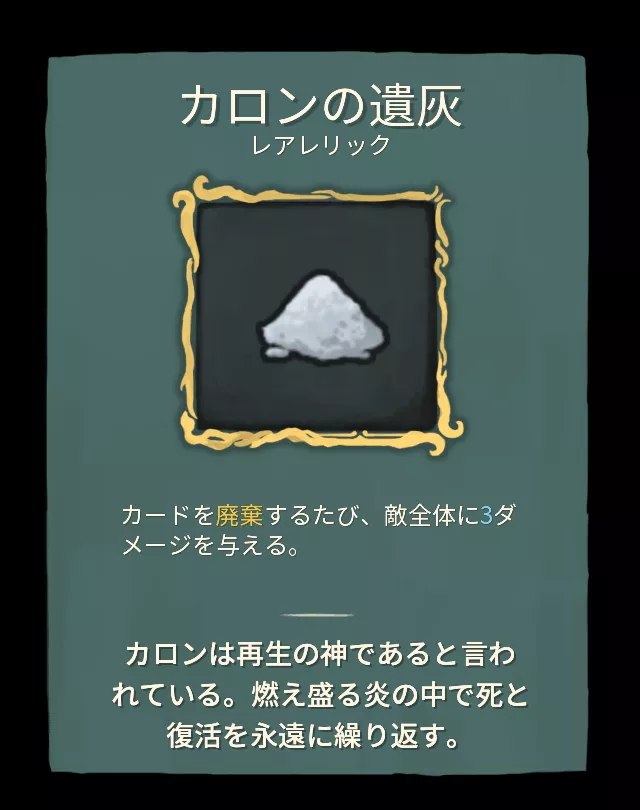 カロンの遺灰
レアレリック
カードを廃棄するたび、敵全体に3ダ
メージを与える。
カロンは再生の神であると言わ
れている。燃え盛る炎の中で死と
復活を永遠に繰り返す。